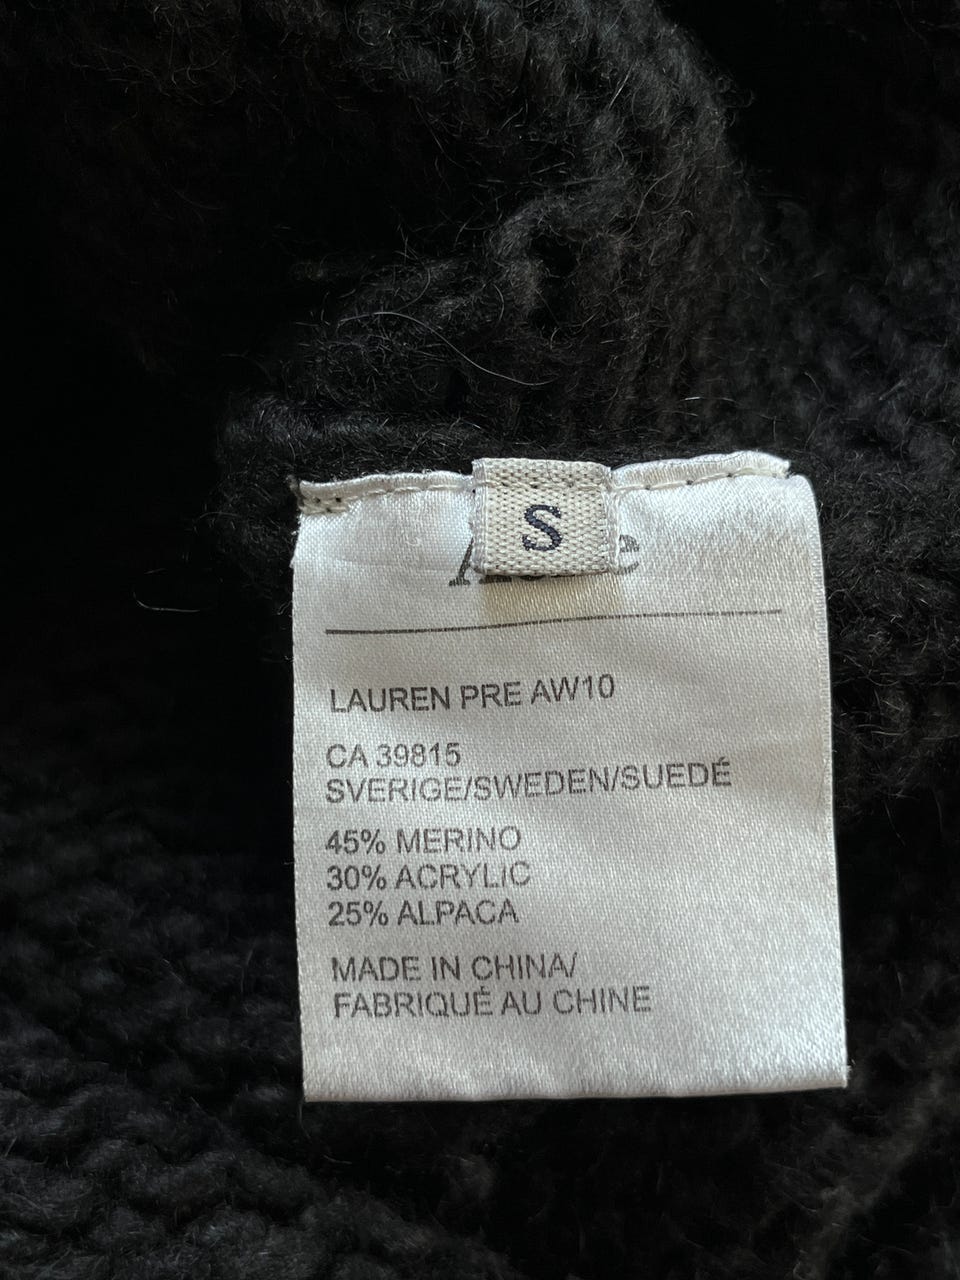 S
LAUREN PRE AW10
CA 39815
SVERIGE/SWEDEN/SUEDÉ
45% MERINO
30% ACRYLIC
25% ALPACA
MADE IN CHINA/
FABRIQUÉ AU CHINE